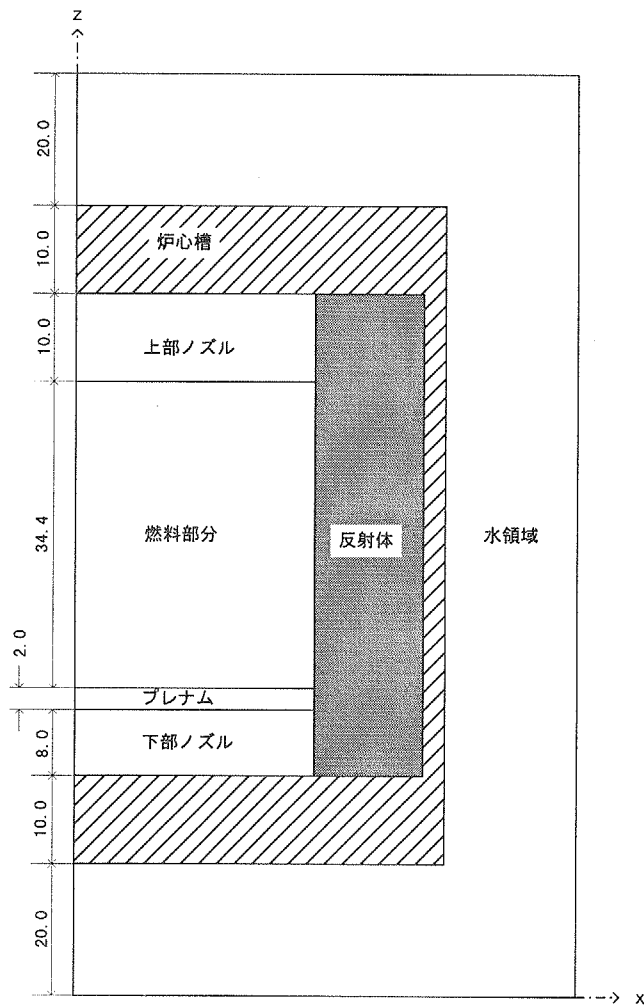 z
20.0
10.0
炉心槽
10.0
上部ノズル
34.4
燃料部分
反射体
水領域
2.0
プレナム
8.0
下部ノズル
10.0
20.0
x